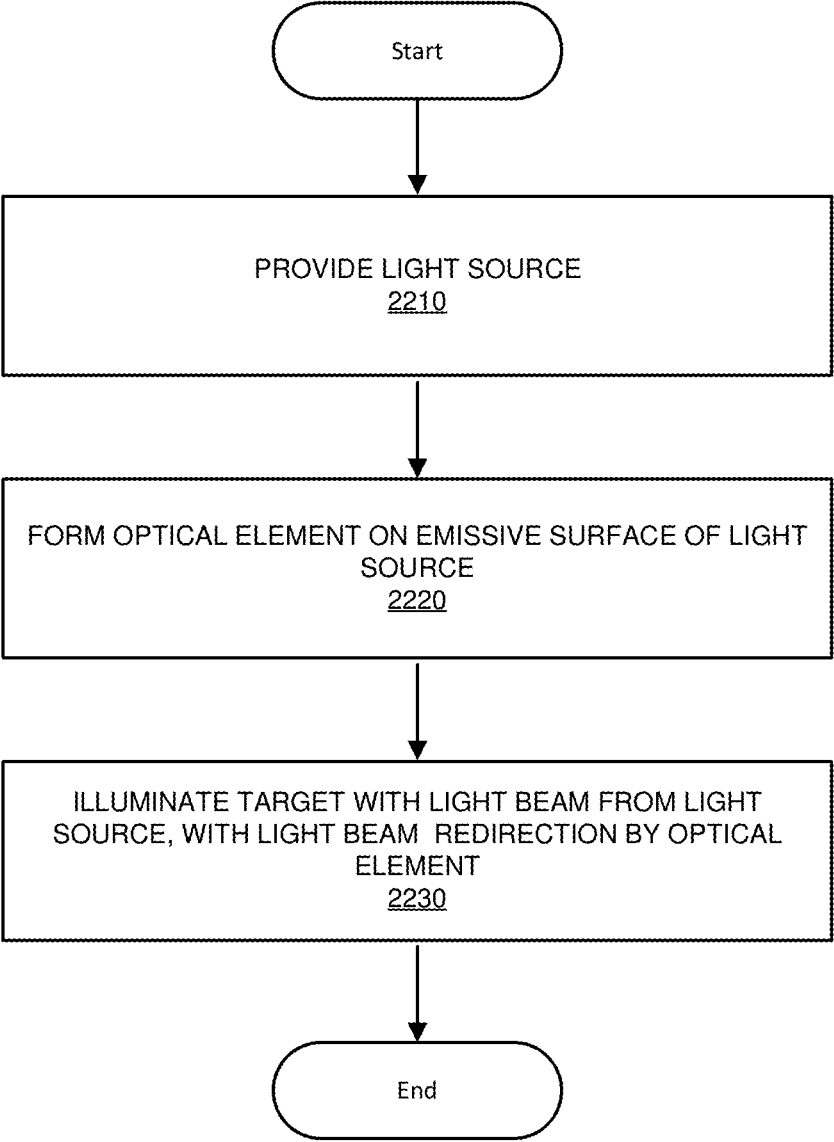 Start
PROVIDE LIGHT SOURCE
2210
FORM OPTICAL ELEMENT ON EMISSIVE SURFACE OF LIGHT
SOURCE
2220
ILLUMINATE TARGET WITH LIGHT BEAM FROM LIGHT
SOURCE, WITH LIGHT BEAM REDIRECTION BY OPTICAL
ELEMENT
2230
End